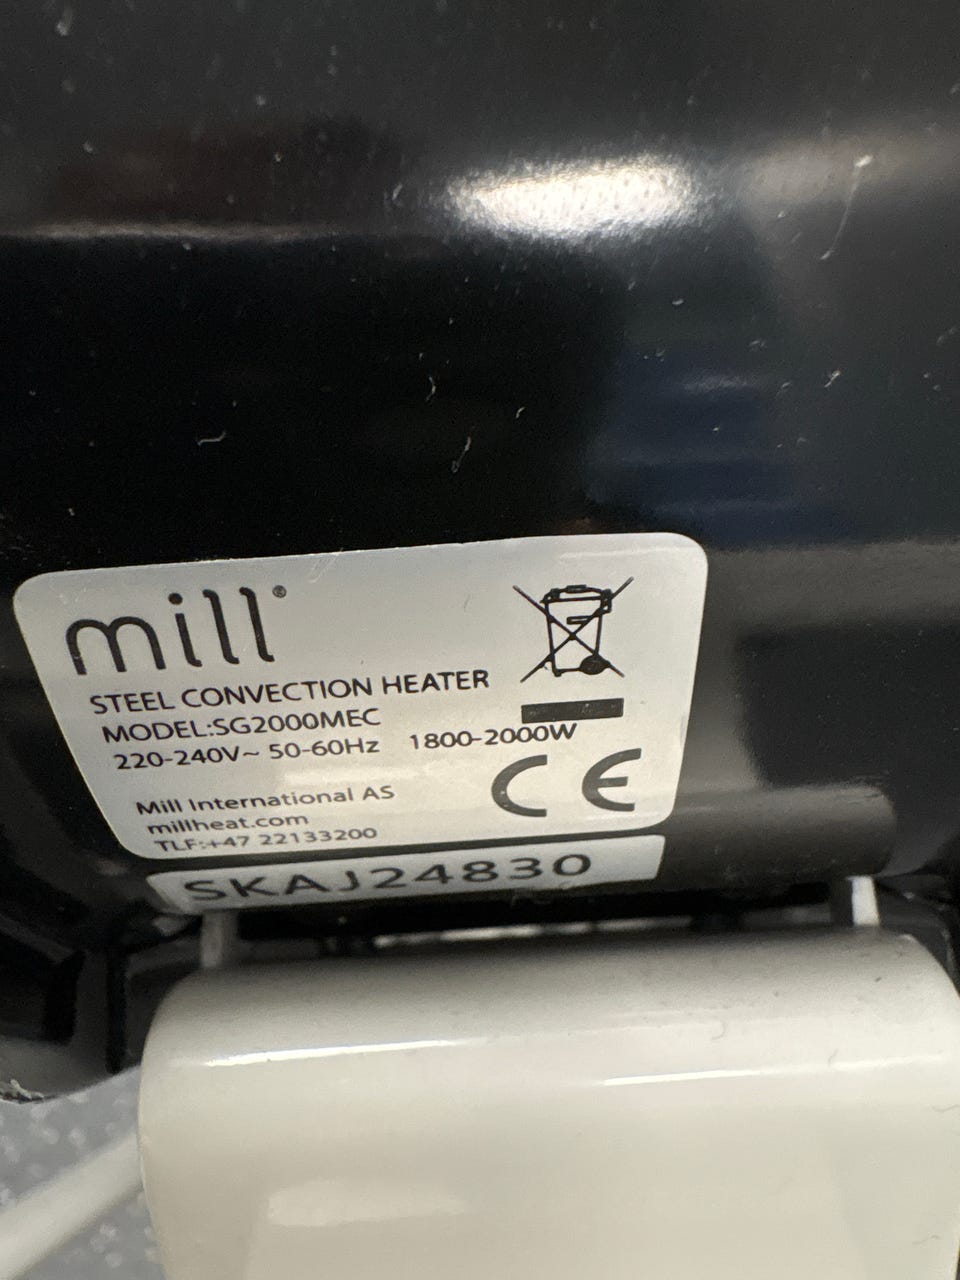 mill®
STEEL CONVECTION HEATER
MODEL:SG2000MEC
220-240V~ 50-60Hz 1800-2000W
CE
Mill International AS
millheat.com
TLF:+47 22133200
SKAJ24830